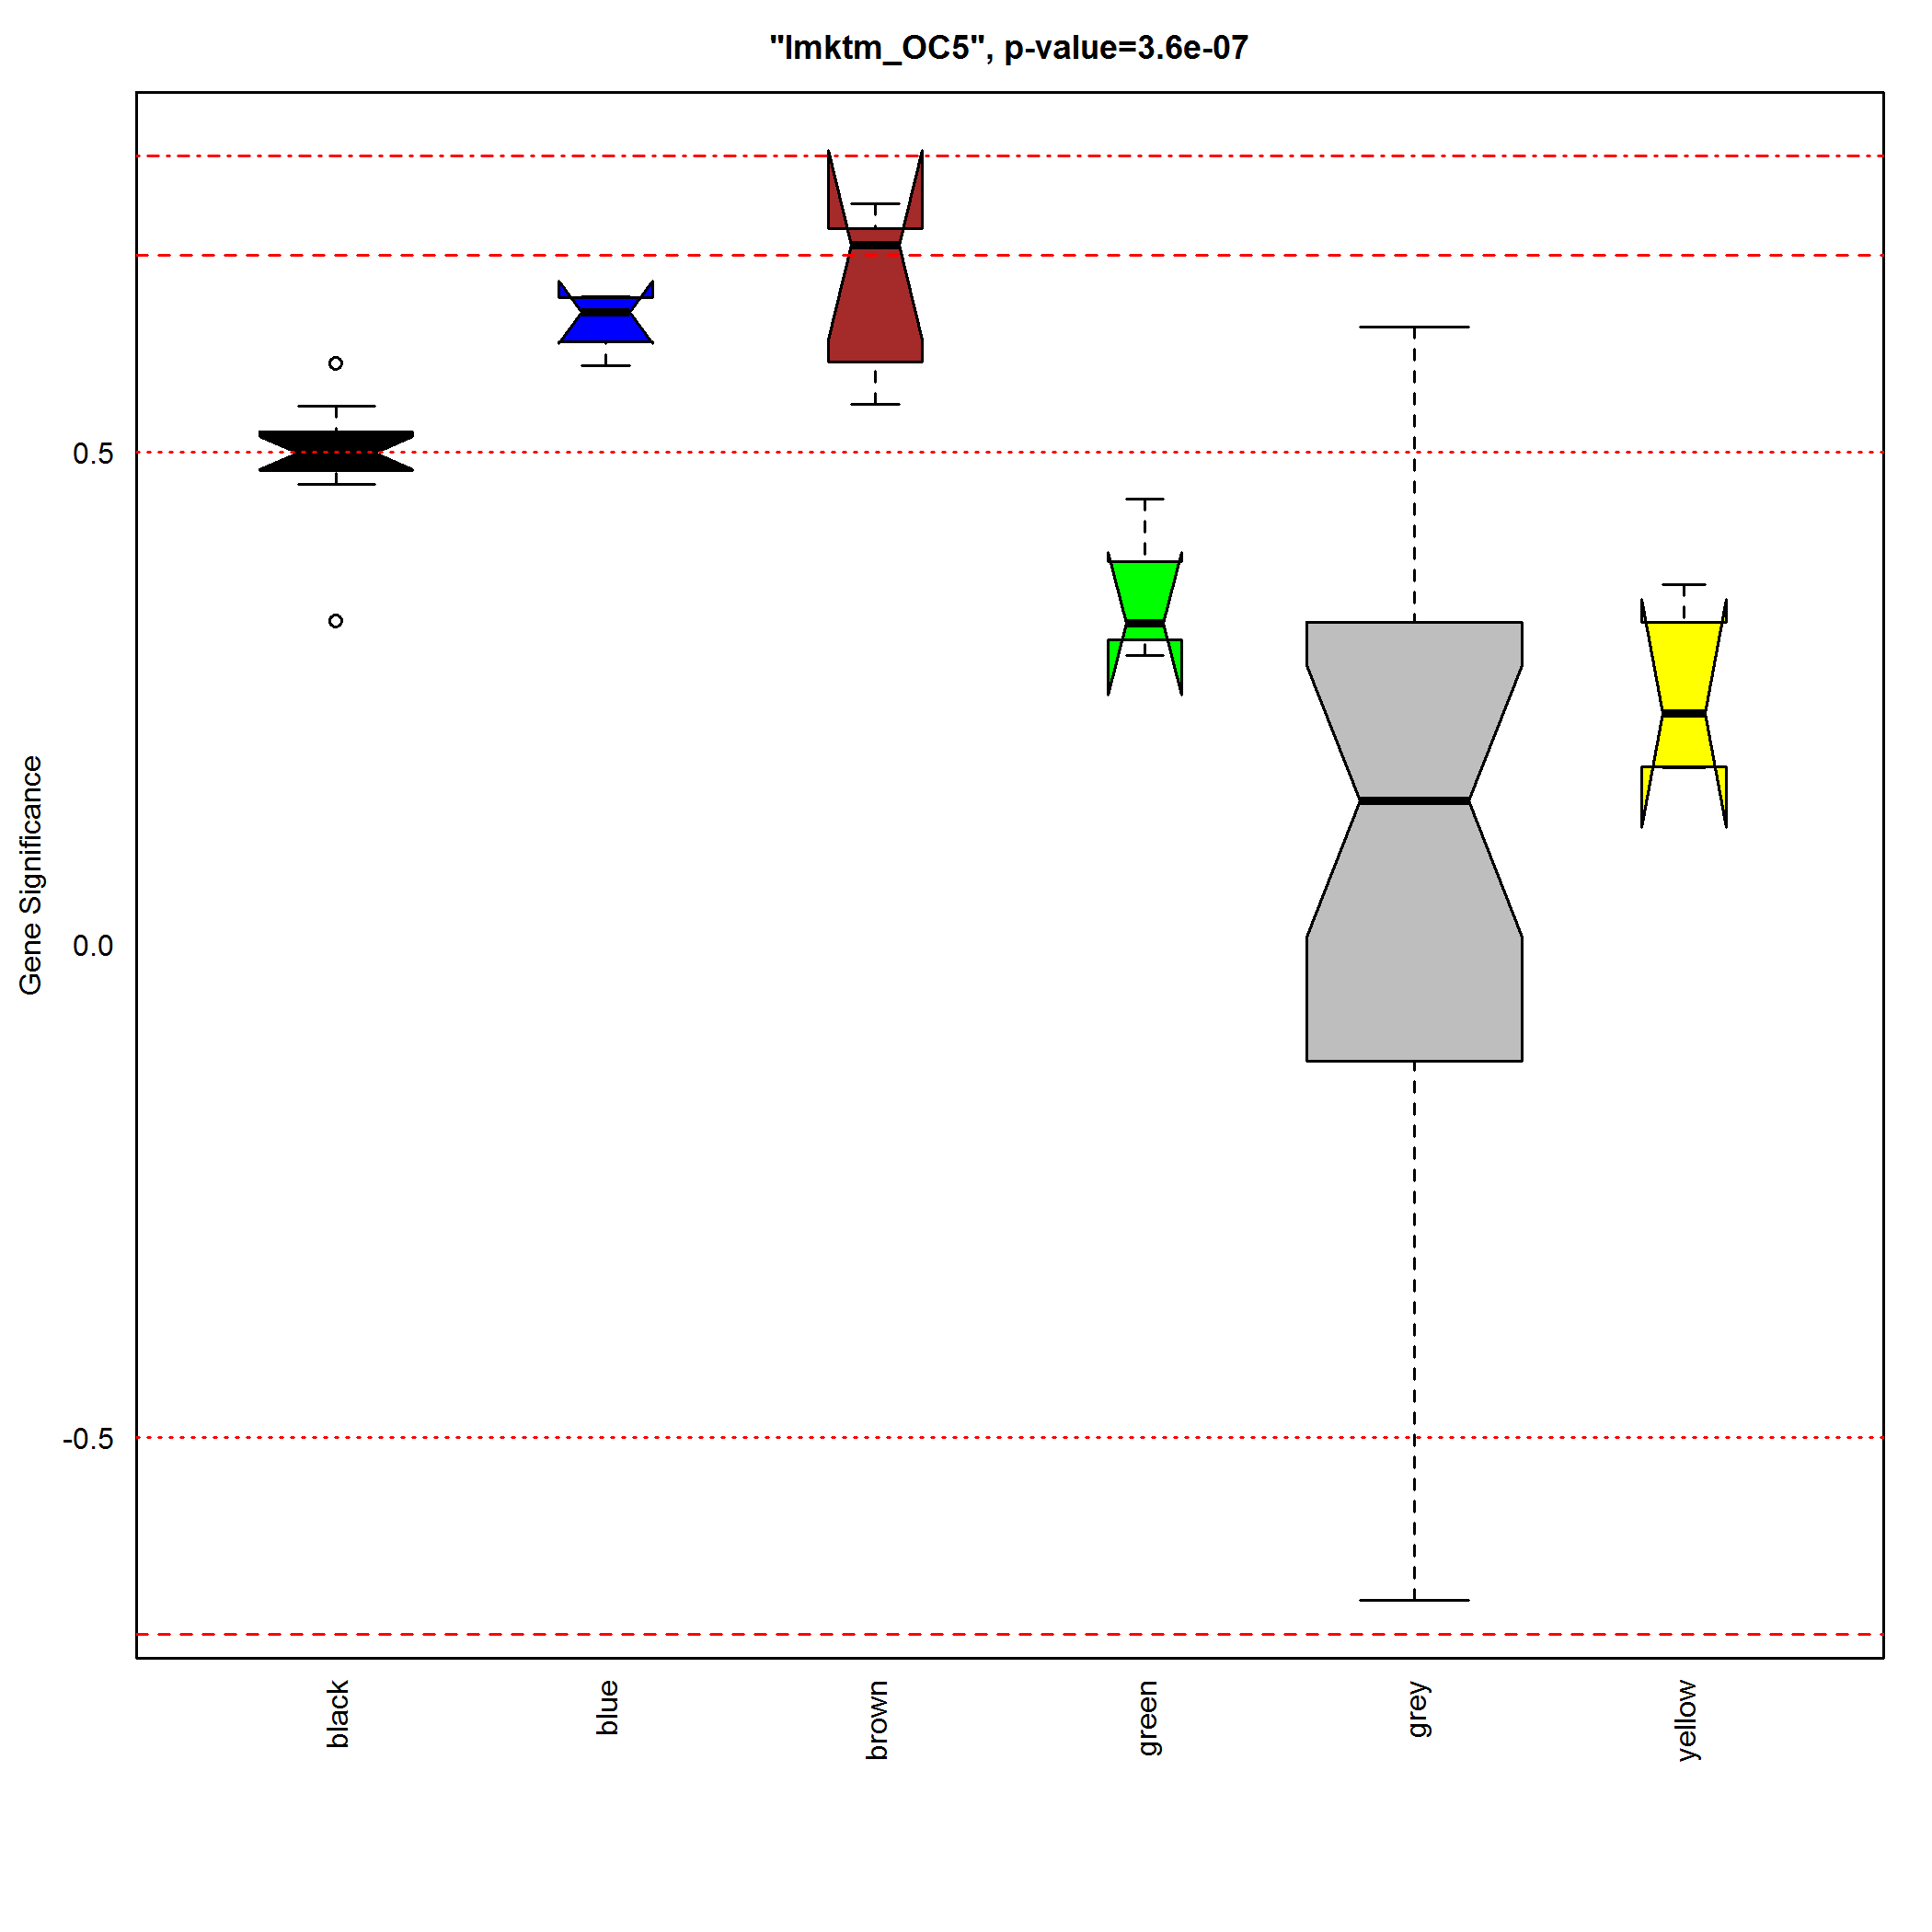 "lmktm_OC5", p-value=3.6e-07
Gene Significance
0.5
0.0
-0.5
black
blue
brown
green
grey
yellow